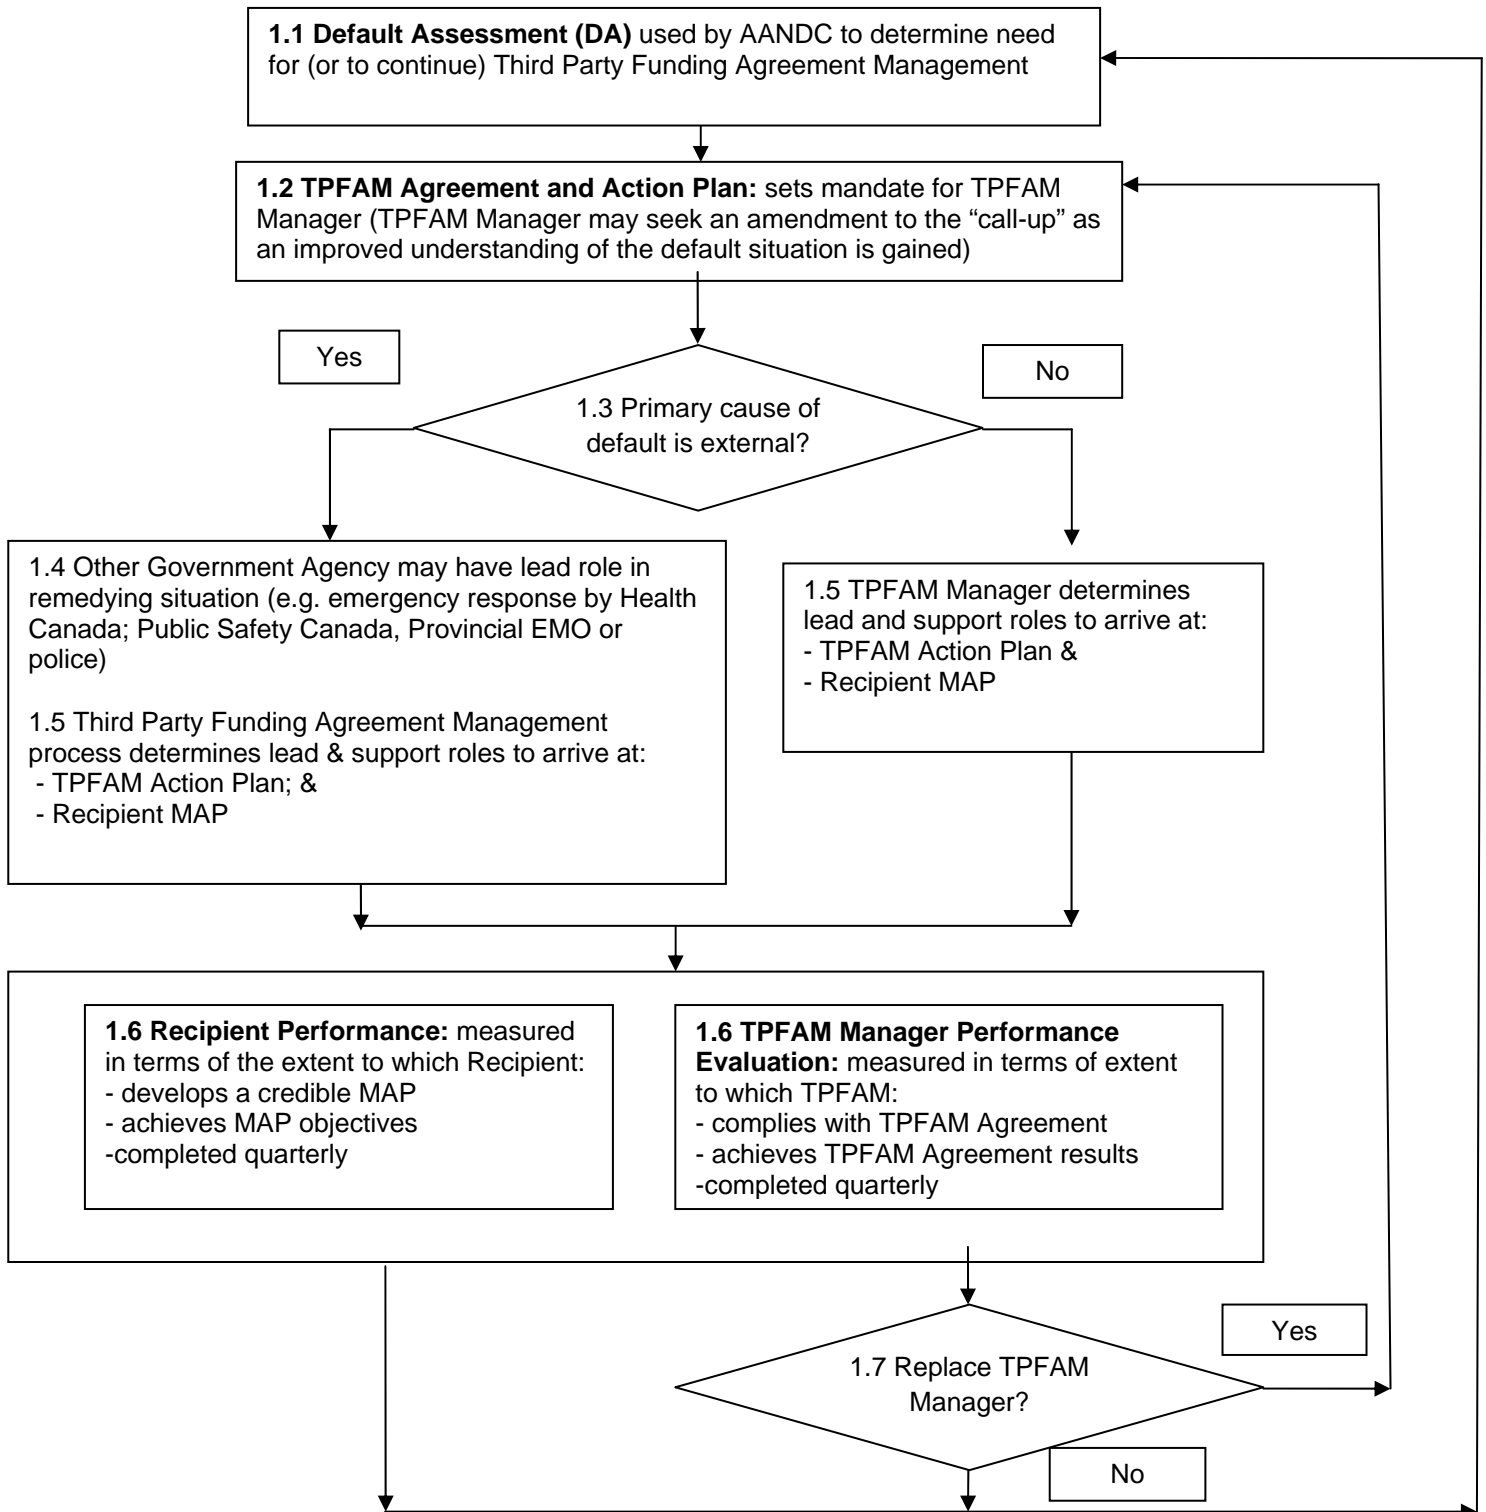 1.1 Default Assessment (DA) used by AANDC to determine need
for (or to continue) Third Party Funding Agreement Management
1.2 TPFAM Agreement and Action Plan: sets mandate for TPFAM
Manager (TPFAM Manager may seek an amendment to the “call-up” as
an improved understanding of the default situation is gained)
Yes
No
1.3 Primary cause of
default is external?
1.4 Other Government Agency may have lead role in
remedying situation (e.g. emergency response by Health
Canada; Public Safety Canada, Provincial EMO or
police)
1.5 Third Party Funding Agreement Management
process determines lead & support roles to arrive at:
- TPFAM Action Plan; &
- Recipient MAP
1.5 TPFAM Manager determines
lead and support roles to arrive at:
- TPFAM Action Plan &
- Recipient MAP
1.6 Recipient Performance: measured
in terms of the extent to which Recipient:
- develops a credible MAP
- achieves MAP objectives
-completed quarterly
1.6 TPFAM Manager Performance
Evaluation: measured in terms of extent
to which TPFAM:
- complies with TPFAM Agreement
- achieves TPFAM Agreement results
-completed quarterly
Yes
1.7 Replace TPFAM
Manager?
No